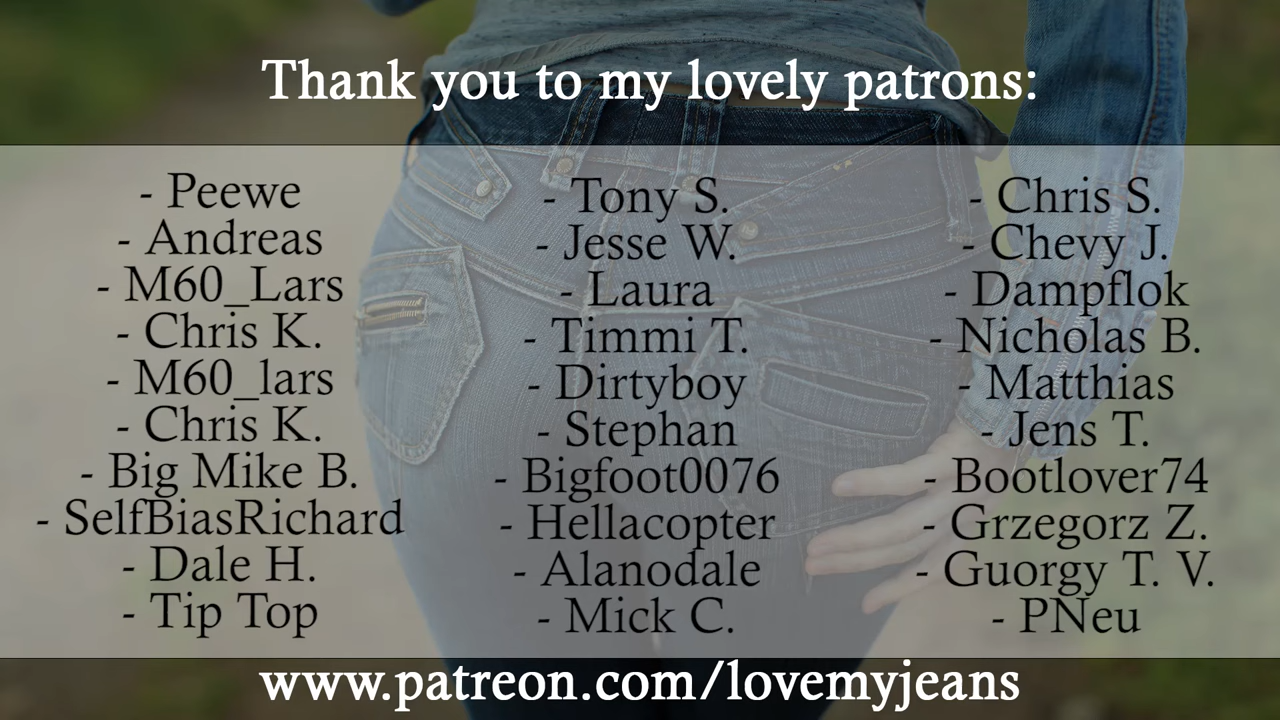 Thank you to my lovely patrons:
- Peewe
- Andreas
- M60_Lars
- Chris K.
- M60_lars
- Chris K.
- Big Mike B.
- SelfBiasRichard
- Dale H.
- Tip Top
- Tony S.
- Jesse W.
- Laura
- Timmi T.
- Dirtyboy
- Stephan
- Bigfoot0076
- Hellacopter
- Alanodale
- Mick C.
- Chris S.
- Chevy J.
- Dampflok
- Nicholas B.
- Matthias
- Jens T.
- Bootlover74
- Grzegorz Z.
- Guorgy T. V.
- PNeu
www.patreon.com/lovemyjeans